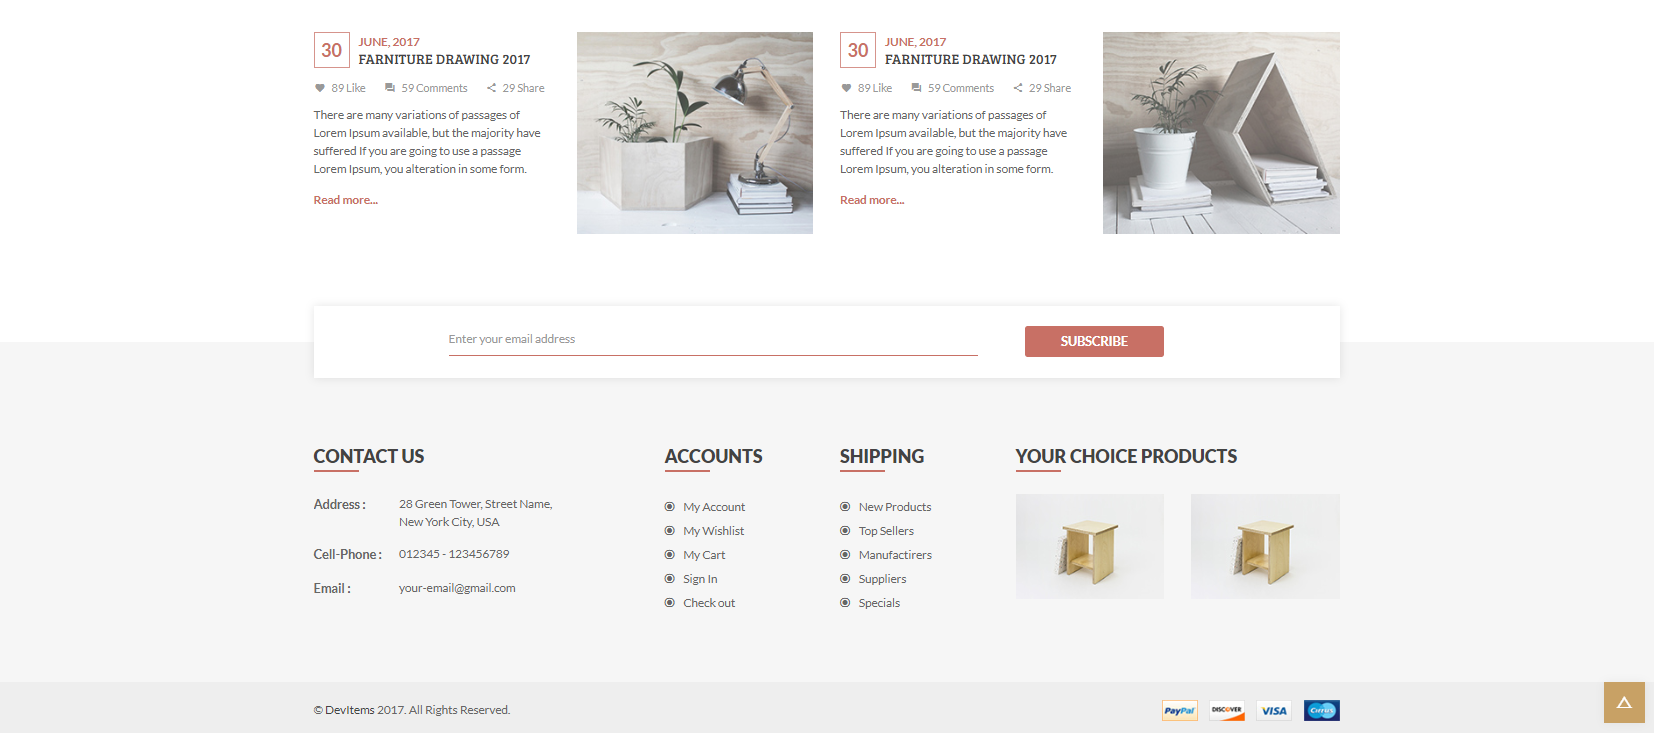 30
JUNE, 2017
FARNITURE DRAWING 2017
89 Like 59 Comments 29 Share
There are many variations of passages of
Lorem Ipsum available, but the majority have
suffered If you are going to use a passage
Lorem Ipsum, you alteration in some form.
Read more...
30
JUNE, 2017
FARNITURE DRAWING 2017
89 Like 59 Comments 29 Share
There are many variations of passages of
Lorem Ipsum available, but the majority have
suffered If you are going to use a passage
Lorem Ipsum, you alteration in some form.
Read more...
Enter your email address
SUBSCRIBE
CONTACT US
Address : 28 Green Tower, Street Name,
New York City, USA
Cell-Phone : 012345 - 123456789
Email : your-email@gmail.com
ACCOUNTS
My Account
My Wishlist
My Cart
Sign In
Check out
SHIPPING
New Products
Top Sellers
Manufactirers
Suppliers
Specials
YOUR CHOICE PRODUCTS
© DevItems 2017. All Rights Reserved.
PayPal DISCOVER VISA Cirrus